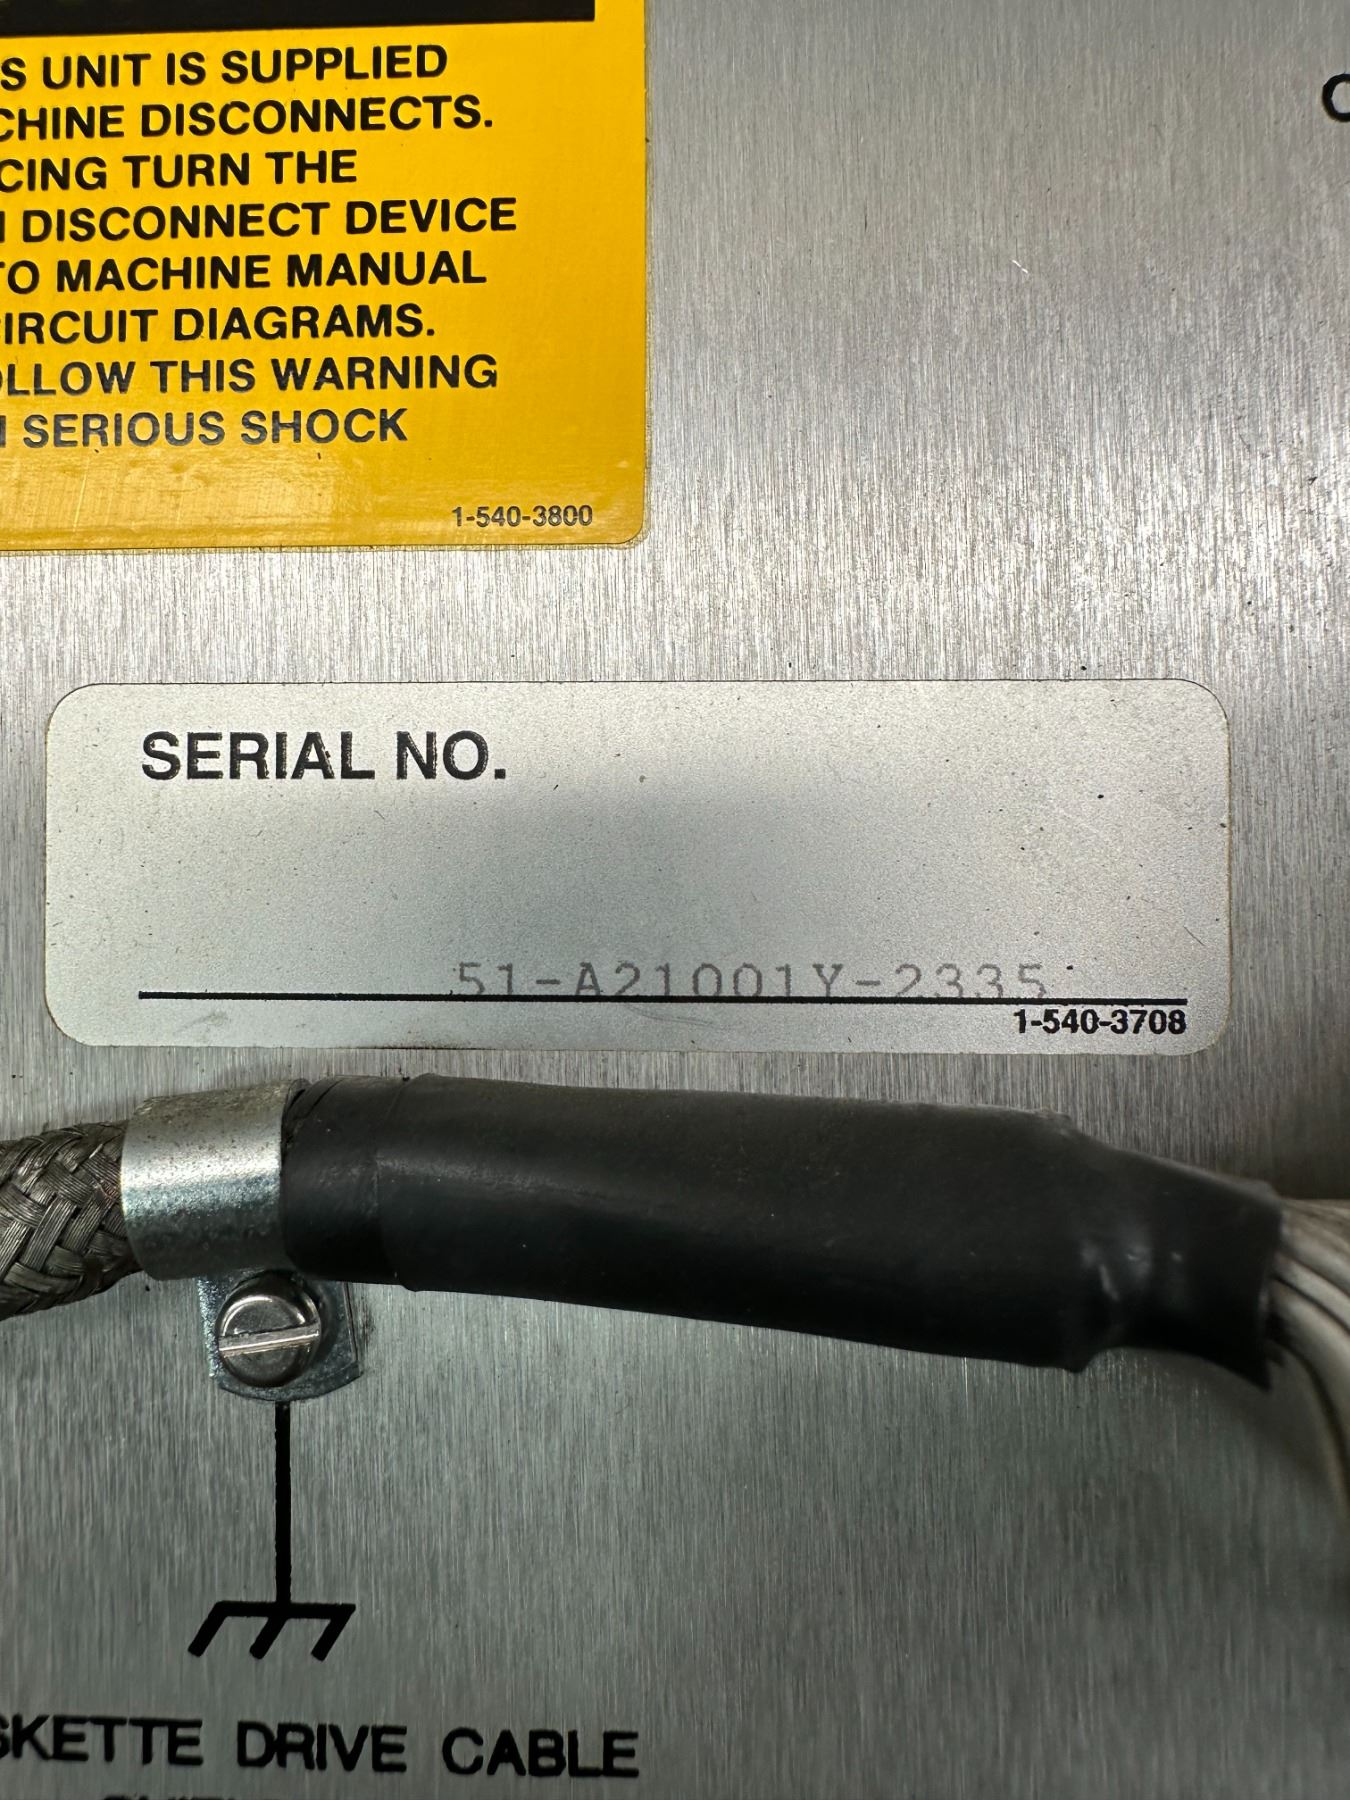 S UNIT IS SUPPLIED
CHINE DISCONNECTS.
CING TURN THE
DISCONNECT DEVICE
TO MACHINE MANUAL
CIRCUIT DIAGRAMS.
OLLOW THIS WARNING
SERIOUS SHOCK
1-540-3800
SERIAL NO.
51-A21001Y-2335
1-540-3708
SKETTE DRIVE CABLE